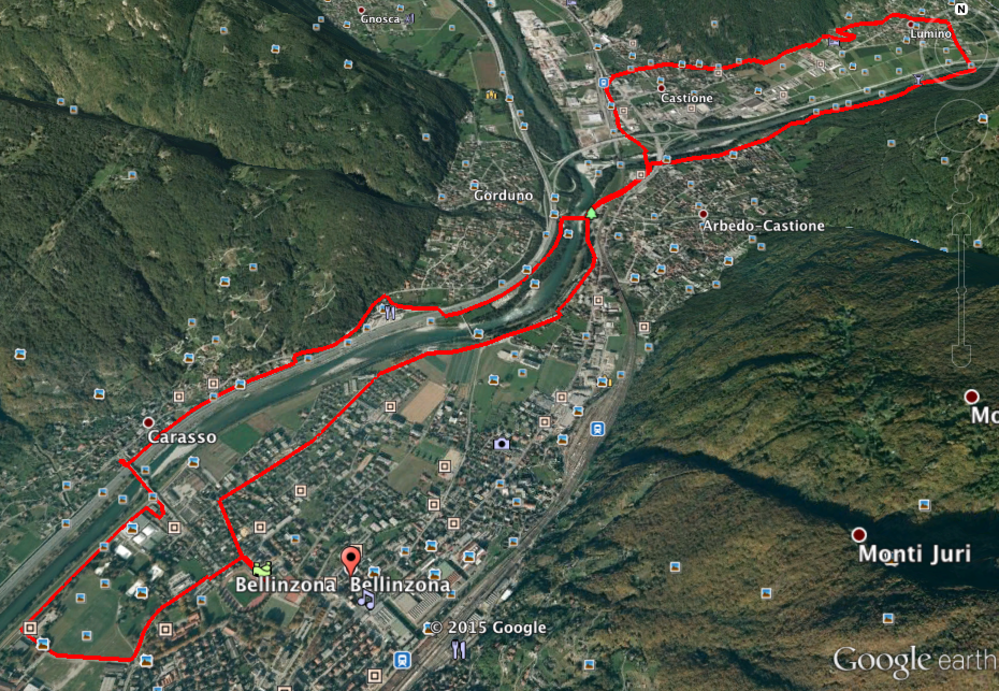 N
Gnosca
Lumino
Castione
Gorduno
Arbedo-Castione
Mo
Carasso
Monti Juri
Bellinzona
Bellinzona
© 2015 Google
Google earth